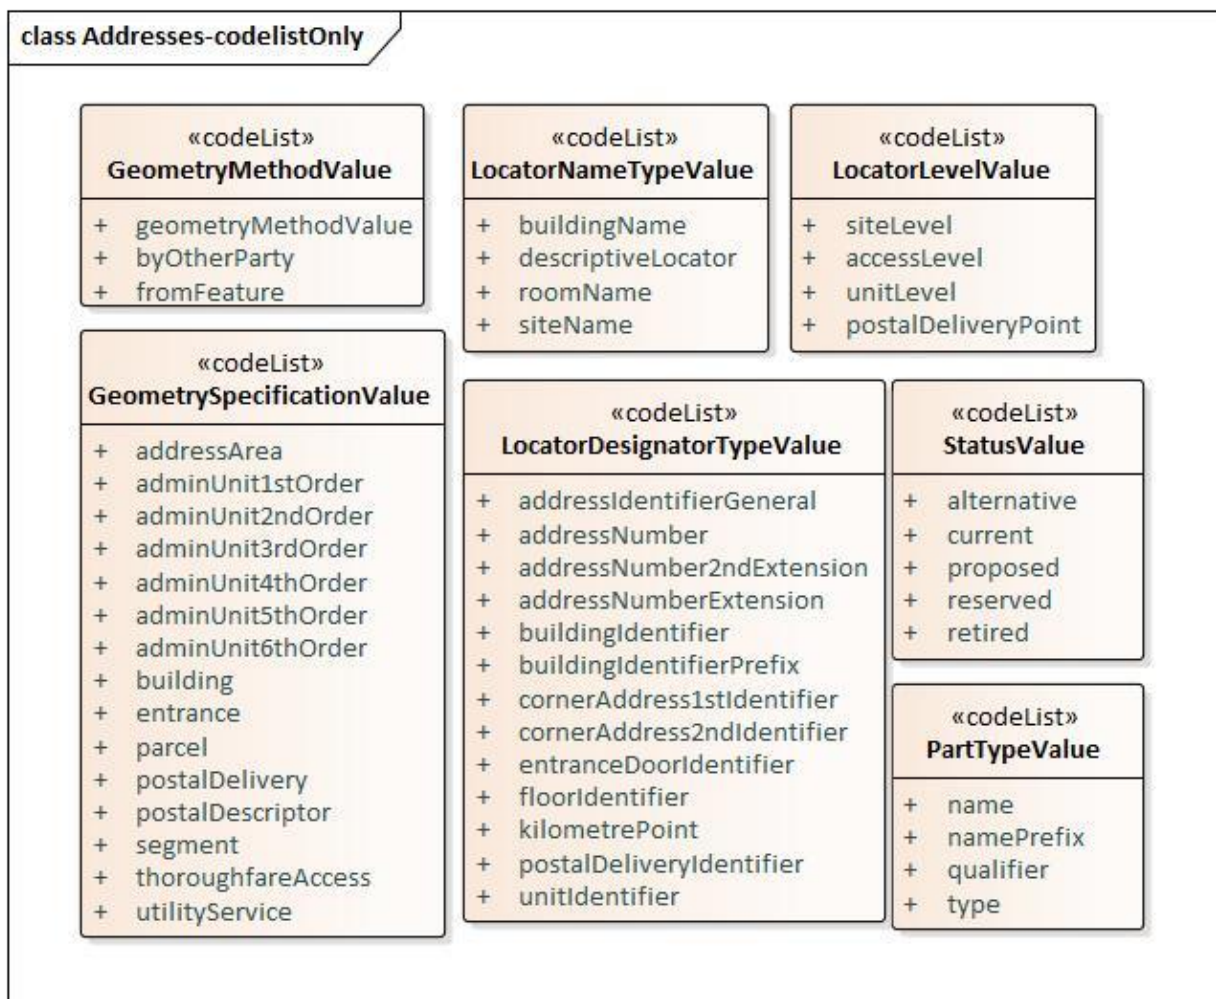 class Addresses-codelistOnly
«codeList»
GeometryMethodValue
+ geometryMethodValue
+ byOtherParty
+ fromFeature
«codeList»
LocatorNameTypeValue
+ buildingName
+ descriptiveLocator
+ roomName
+ siteName
«codeList»
LocatorLevelValue
+ siteLevel
+ accessLevel
+ unitLevel
+ postalDeliveryPoint
«codeList»
GeometrySpecificationValue
+ addressArea
+ adminUnit1stOrder
+ adminUnit2ndOrder
+ adminUnit3rdOrder
+ adminUnit4thOrder
+ adminUnit5thOrder
+ adminUnit6thOrder
+ building
+ entrance
+ parcel
+ postalDelivery
+ postalDescriptor
+ segment
+ thoroughfareAccess
+ utilityService
«codeList»
LocatorDesignatorTypeValue
+ addressIdentifierGeneral
+ addressNumber
+ addressNumber2ndExtension
+ addressNumberExtension
+ buildingIdentifier
+ buildingIdentifierPrefix
+ cornerAddress1stIdentifier
+ cornerAddress2ndIdentifier
+ entranceDoorIdentifier
+ floorIdentifier
+ kilometrePoint
+ postalDeliveryIdentifier
+ unitIdentifier
«codeList»
StatusValue
+ alternative
+ current
+ proposed
+ reserved
+ retired
«codeList»
PartTypeValue
+ name
+ namePrefix
+ qualifier
+ type